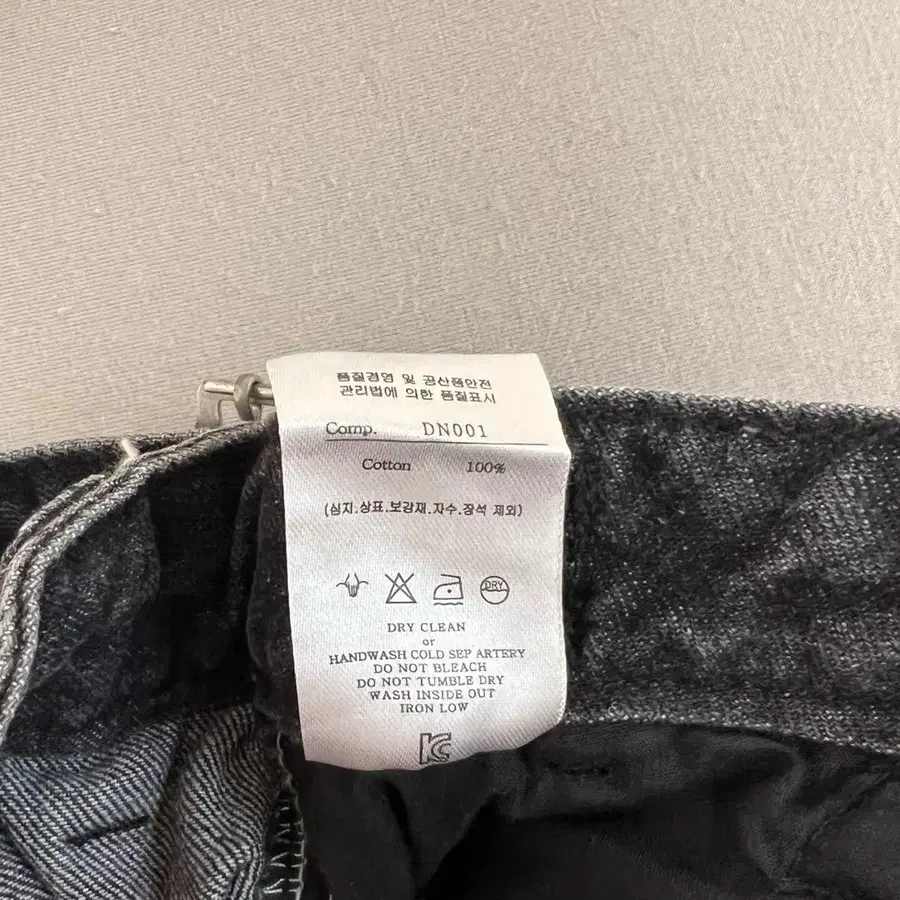 품질경영 및 공산품안전
관리법에 의한 품질표시
Comp. DN001
Cotton 100%
(심지.상표.보강재.자수.장석 제외)
DRY
DRY CLEAN
or
HANDWASH COLD SEP ARTERY
DO NOT BLEACH
DO NOT TUMBLE DRY
WASH INSIDE OUT
IRON LOW